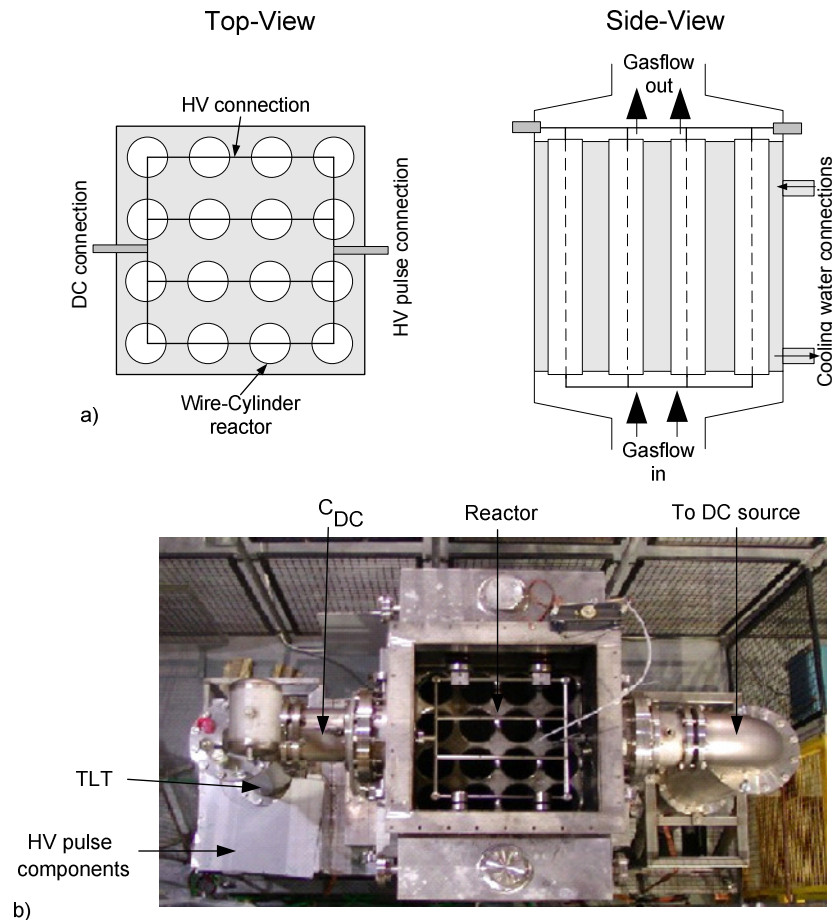 Top-View
Side-View
HV connection
DC connection
HV pulse connection
Wire-Cylinder
reactor
a)
Gasflow
out
Cooling water connections
Gasflow
in
C_DC
Reactor
To DC source
TLT
HV pulse
components
b)